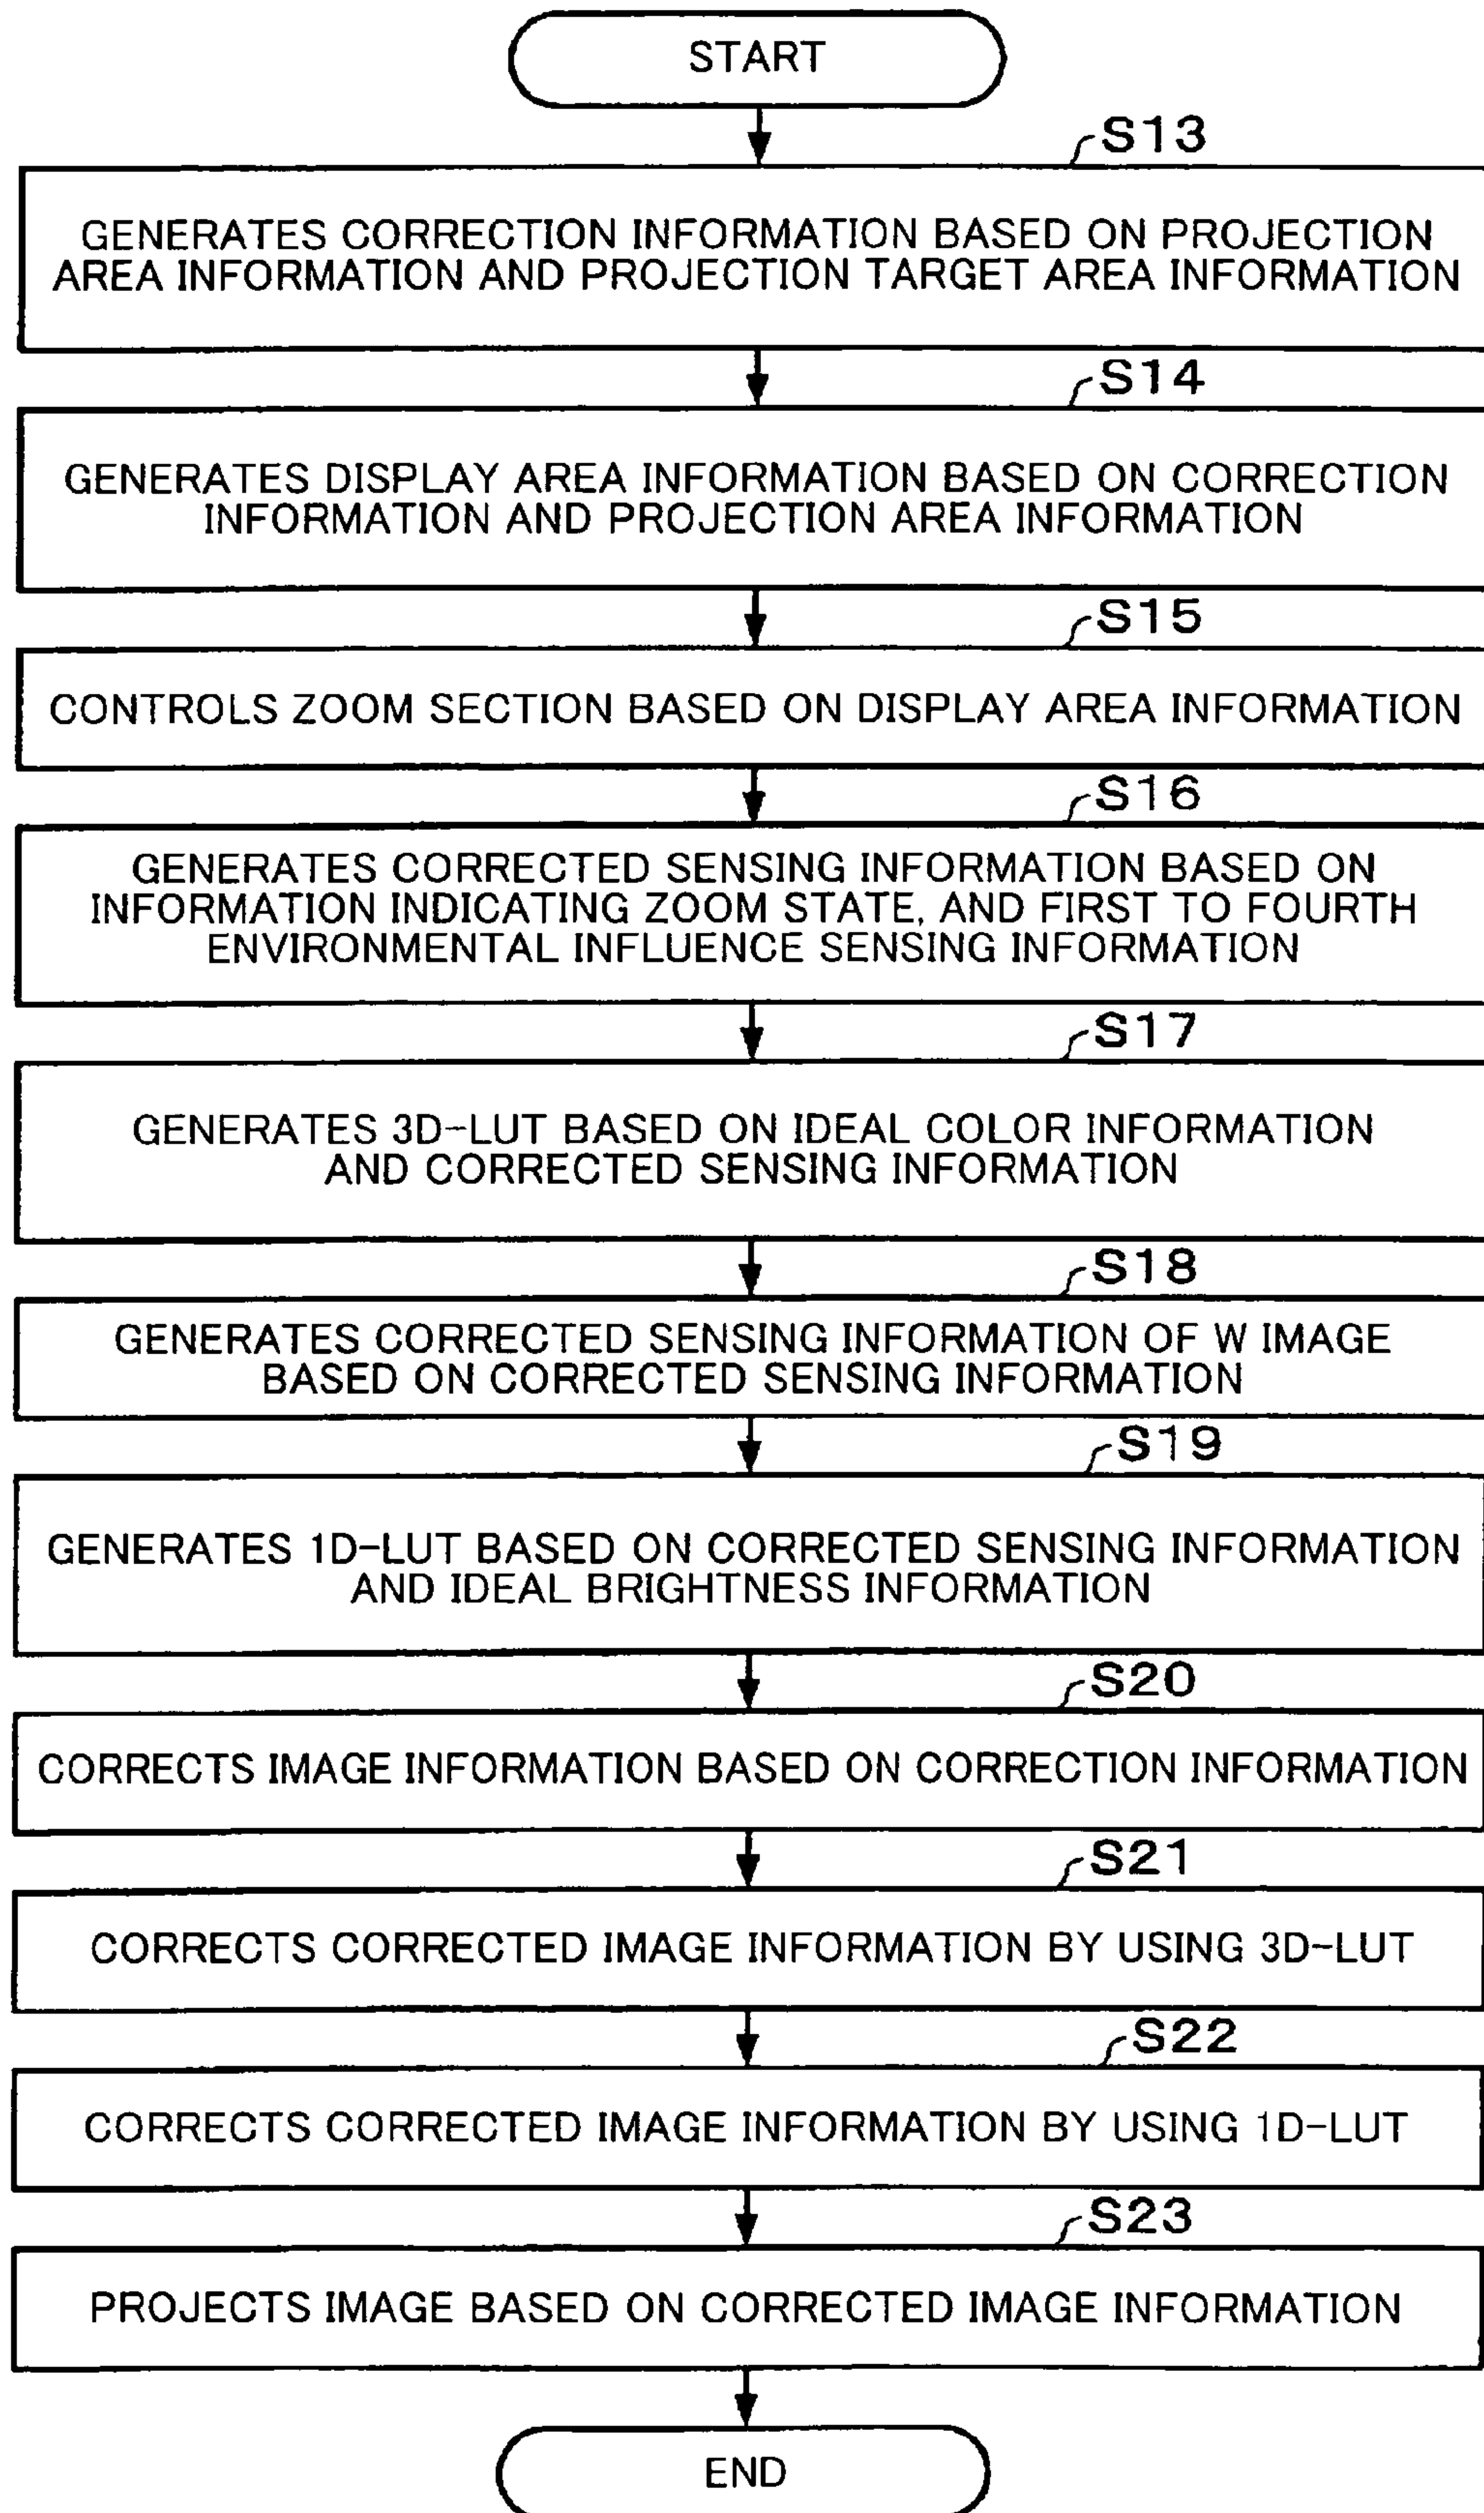 START
S13
GENERATES CORRECTION INFORMATION BASED ON PROJECTION
AREA INFORMATION AND PROJECTION TARGET AREA INFORMATION
S14
GENERATES DISPLAY AREA INFORMATION BASED ON CORRECTION
INFORMATION AND PROJECTION AREA INFORMATION
S15
CONTROLS ZOOM SECTION BASED ON DISPLAY AREA INFORMATION
S16
GENERATES CORRECTED SENSING INFORMATION BASED ON
INFORMATION INDICATING ZOOM STATE, AND FIRST TO FOURTH
ENVIRONMENTAL INFLUENCE SENSING INFORMATION
S17
GENERATES 3D-LUT BASED ON IDEAL COLOR INFORMATION
AND CORRECTED SENSING INFORMATION
S18
GENERATES CORRECTED SENSING INFORMATION OF W IMAGE
BASED ON CORRECTED SENSING INFORMATION
S19
GENERATES 1D-LUT BASED ON CORRECTED SENSING INFORMATION
AND IDEAL BRIGHTNESS INFORMATION
S20
CORRECTS IMAGE INFORMATION BASED ON CORRECTION INFORMATION
S21
CORRECTS CORRECTED IMAGE INFORMATION BY USING 3D-LUT
S22
CORRECTS CORRECTED IMAGE INFORMATION BY USING 1D-LUT
S23
PROJECTS IMAGE BASED ON CORRECTED IMAGE INFORMATION
END